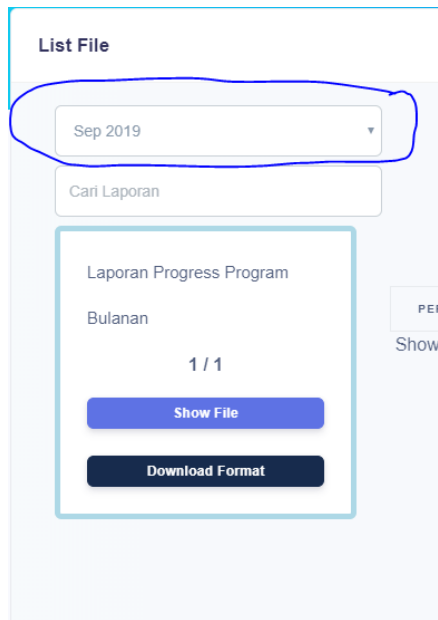 List File
Sep 2019
Cari Laporan
Laporan Progress Program
Bulanan
1 / 1
Show File
Download Format
Show